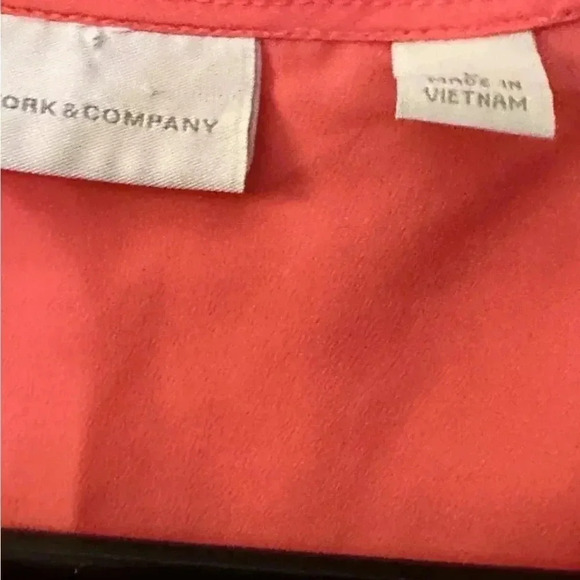 ORK & COMPANY
MADE IN
VIETNAM